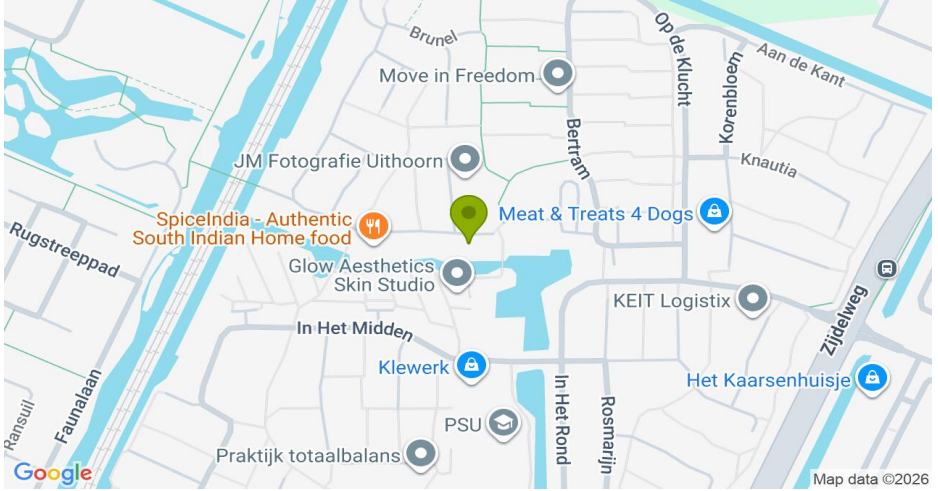 Brunel
Op de Klucht
Aan de Kant
Move in Freedom
Korenbloem
Bertram
JM Fotografie Uithoorn
Knautia
SpiceIndia - Authentic
South Indian Home food
Meat & Treats 4 Dogs
Rugstreeppad
Glow Aesthetics
Skin Studio
KEIT Logistix
Zijdelweg
In Het Midden
Klewerk
Het Kaarsenhuisje
Ransuil
Faunalaan
In Het Rond
Rosmarijn
PSU
Praktijk totaalbalans
Google
Map data ©2026